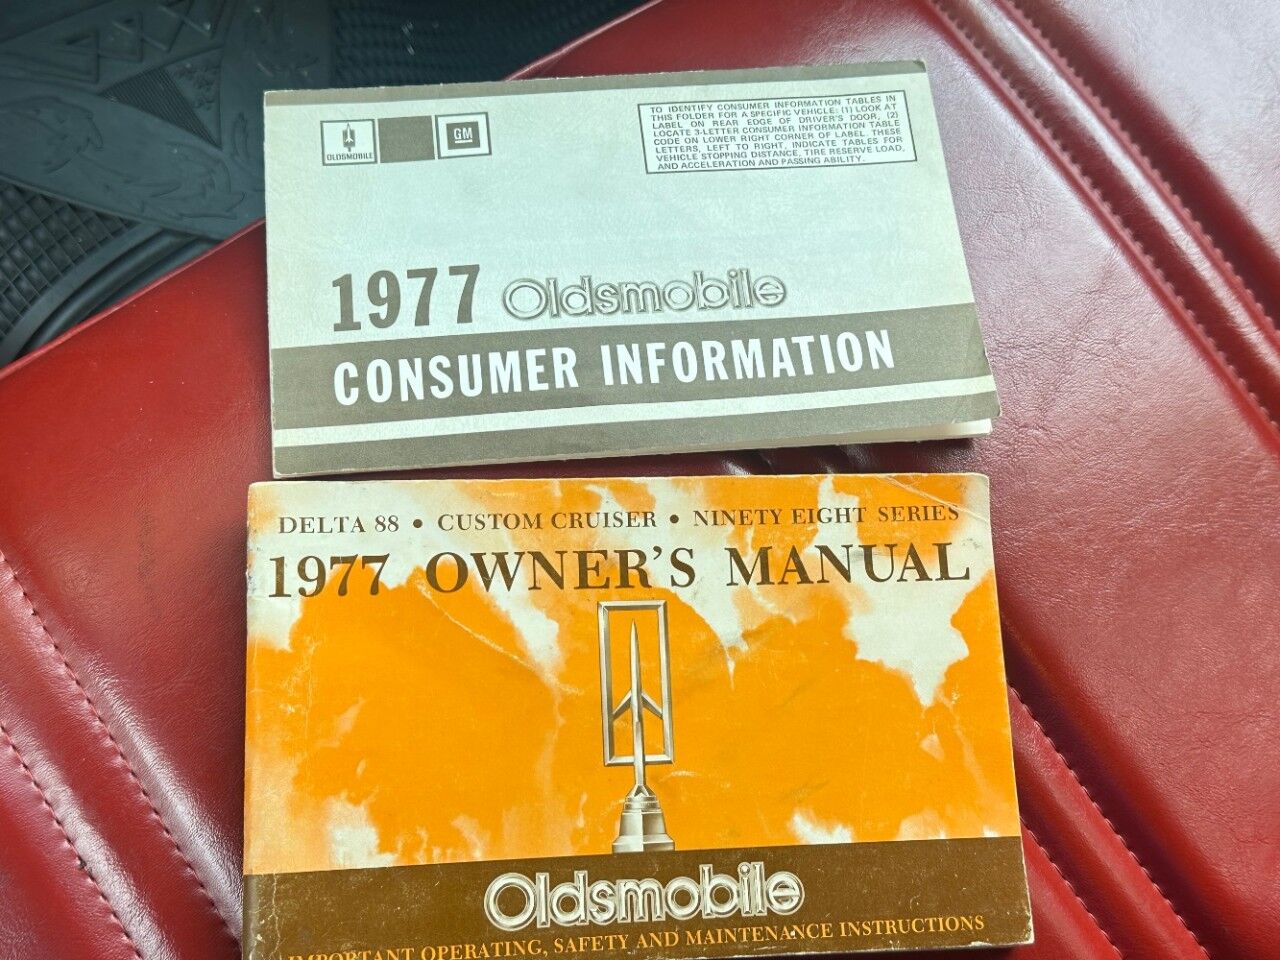 OLDSMOBILE
GM
TO IDENTIFY CONSUMER INFORMATION TABLES IN
THIS FOLDER FOR A SPECIFIC VEHICLE: (1) LOOK AT
LABEL ON REAR EDGE OF DRIVER'S DOOR, (2)
LOCATE 3-LETTER CONSUMER INFORMATION TABLE
CODE ON LOWER RIGHT CORNER OF LABEL. THESE
LETTERS, LEFT TO RIGHT, INDICATE TABLES FOR
VEHICLE STOPPING DISTANCE, TIRE RESERVE LOAD,
AND ACCELERATION AND PASSING ABILITY.
1977 Oldsmobile
CONSUMER INFORMATION
DELTA 88 • CUSTOM CRUISER • NINETY EIGHT SERIES
1977 OWNER'S MANUAL
Oldsmobile
IMPORTANT OPERATING, SAFETY AND MAINTENANCE INSTRUCTIONS